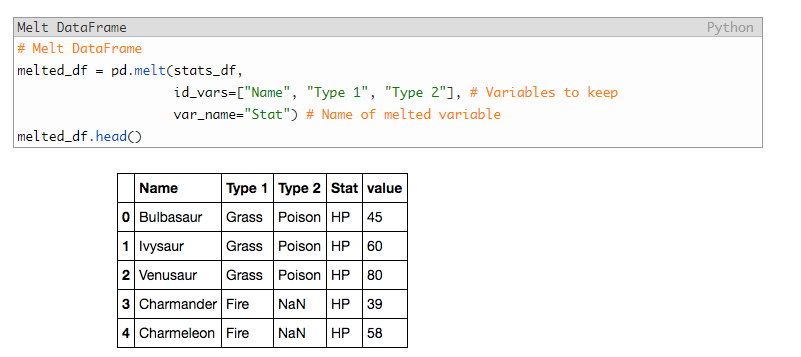 Melt DataFrame Python
# Melt DataFrame
melted_df = pd.melt(stats_df,
id_vars=["Name", "Type 1", "Type 2"], # Variables to keep
var_name="Stat") # Name of melted variable
melted_df.head()
Name Type 1 Type 2 Stat value
0 Bulbasaur Grass Poison HP 45
1 Ivysaur Grass Poison HP 60
2 Venusaur Grass Poison HP 80
3 Charmander Fire NaN HP 39
4 Charmeleon Fire NaN HP 58